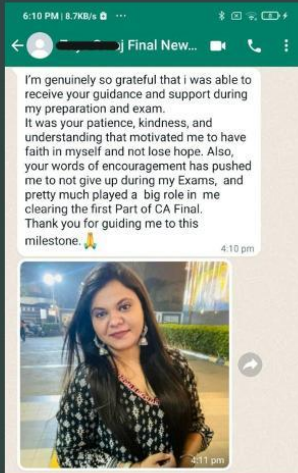 6:10 PM | 8.7KB/s ...
j Final New...
I'm genuinely so grateful that i was able to
receive your guidance and support during
my preparation and exam.
It was your patience, kindness, and
understanding that motivated me to have
faith in myself and not lose hope. Also,
your words of encouragement has pushed
me to not give up during my Exams, and
pretty much played a big role in me
clearing the first Part of CA Final.
Thank you for guiding me to this
milestone.🙏
4:10 pm
4:11 pm